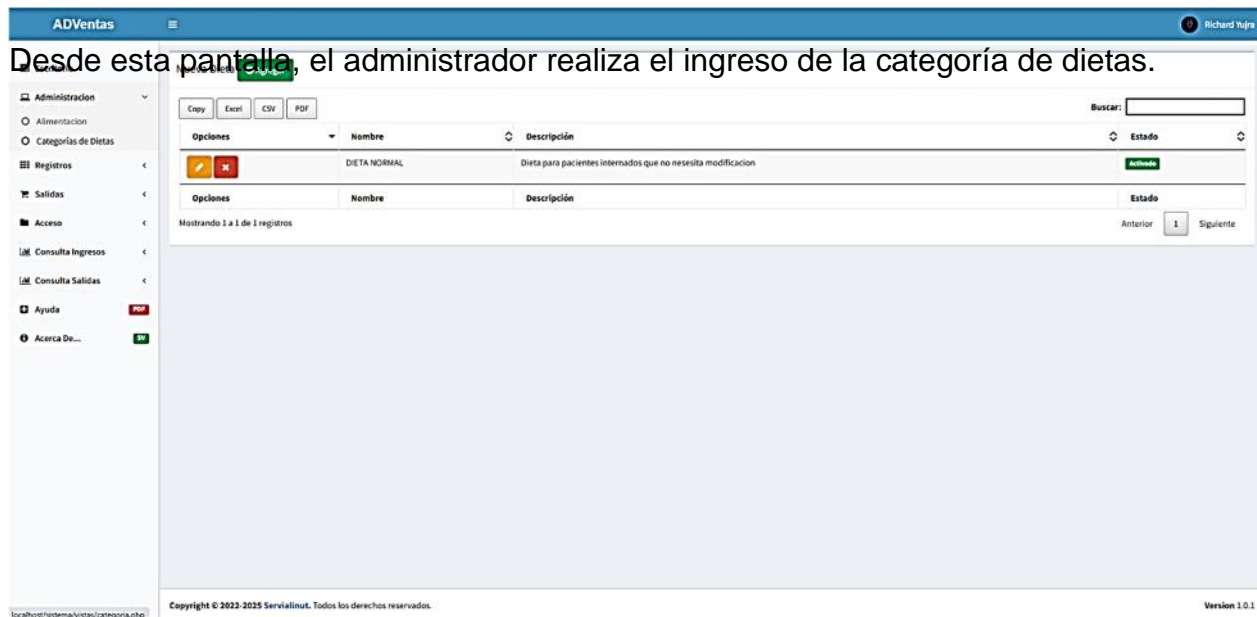 ADVentas
Richard Yujra
Desde esta pantalla, el administrador realiza el ingreso de la categoría de dietas.
Nueva Dieta
Administracion
Alimentacion
Categorías de Dietas
Registros
Salidas
Acceso
Consulta Ingresos
Consulta Salidas
Ayuda PDF
Acerca De... SV
Copy Excel CSV PDF
Buscar:
Opciones Nombre Descripción Estado
DIETA NORMAL Dieta para pacientes internados que no nesesita modificacion Activado
Opciones Nombre Descripción Estado
Mostrando 1 a 1 de 1 registros
Anterior 1 Siguiente
localhost/sistema/vistas/categoria.php
Copyright © 2022-2025 Servialinut. Todos los derechos reservados.
Version 1.0.1